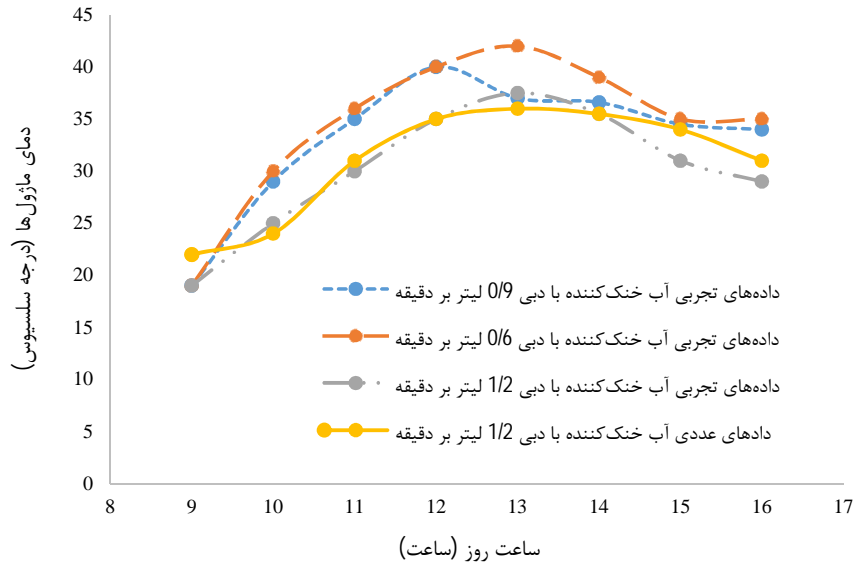 45
40
35
30
25
20
15
10
5
0
دمای ماژول‌ها (درجه سلسیوس)
داده‌های تجربی آب خنک‌کننده با دبی 0/9 لیتر بر دقیقه
داده‌های تجربی آب خنک‌کننده با دبی 0/6 لیتر بر دقیقه
داده‌های تجربی آب خنک‌کننده با دبی 1/2 لیتر بر دقیقه
دادهای عددی آب خنک‌کننده با دبی 1/2 لیتر بر دقیقه
8 9 10 11 12 13 14 15 16 17
ساعت روز (ساعت)